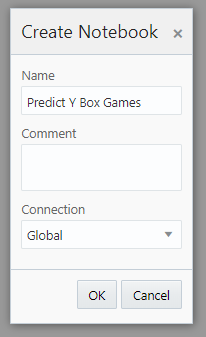 Create Notebook ×
Name
Predict Y Box Games
Comment
Connection
Global
OK Cancel